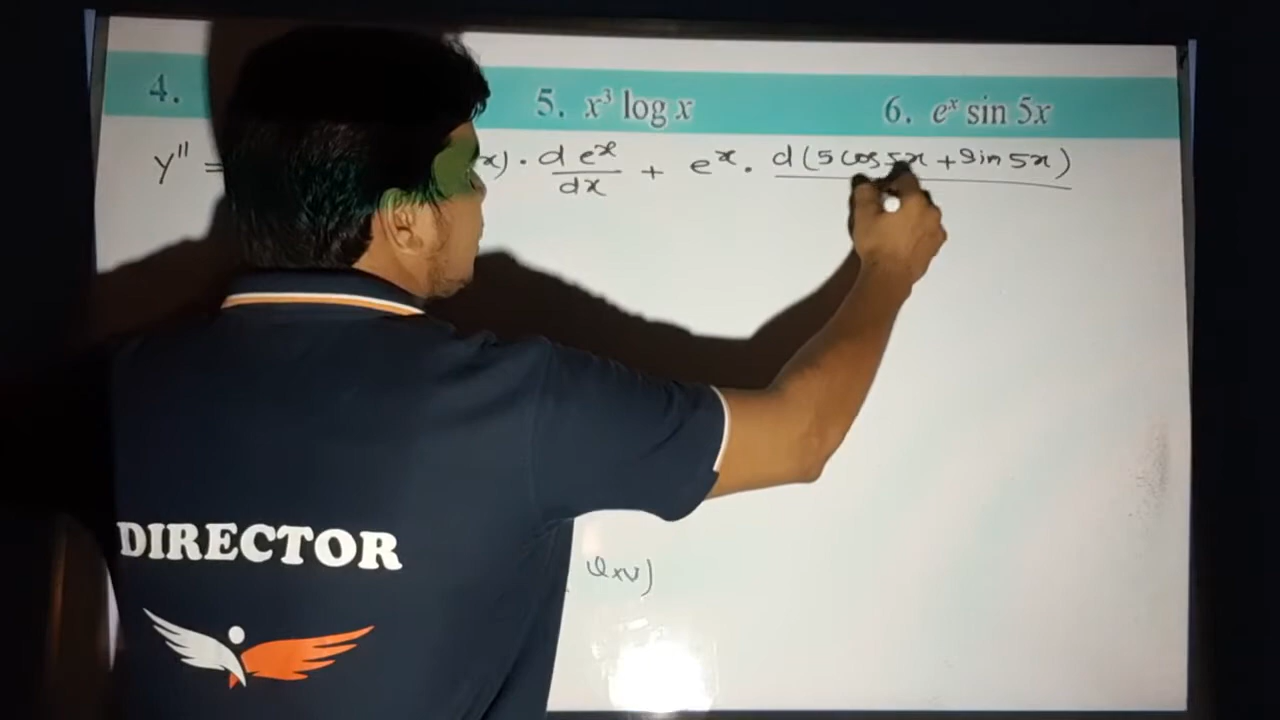 4. 5. x³ log x 6. eˣ sin 5x
y'' = x) · d eˣ/dx + eˣ · d(5 cos 5x + sin 5x)
DIRECTOR